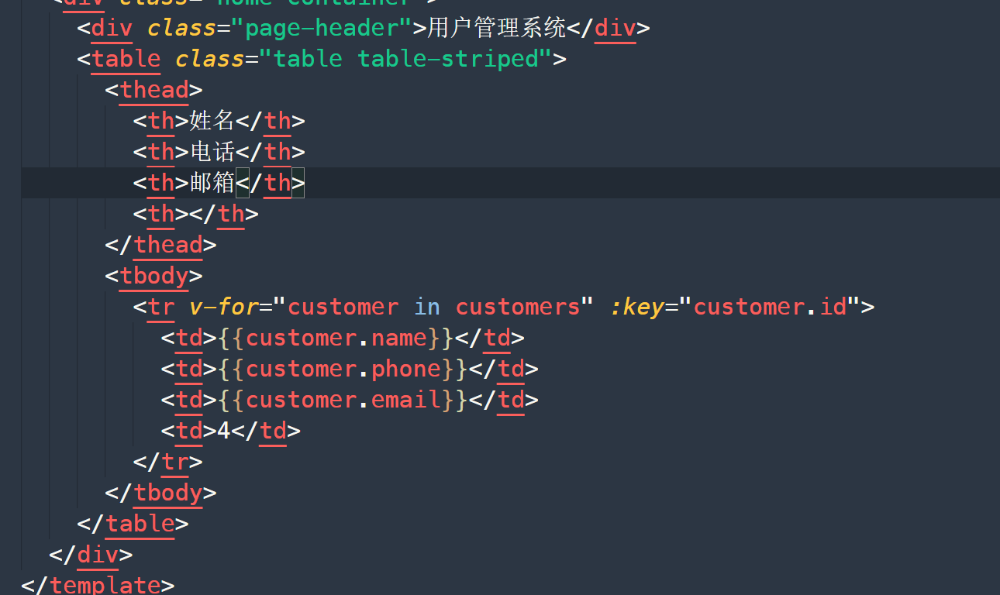 <div class="home-container">
<div class="page-header">用户管理系统</div>
<table class="table table-striped">
<thead>
<th>姓名</th>
<th>电话</th>
<th>邮箱</th>
<th></th>
</thead>
<tbody>
<tr v-for="customer in customers" :key="customer.id">
<td>{{customer.name}}</td>
<td>{{customer.phone}}</td>
<td>{{customer.email}}</td>
<td>4</td>
</tr>
</tbody>
</table>
</div>
</template>